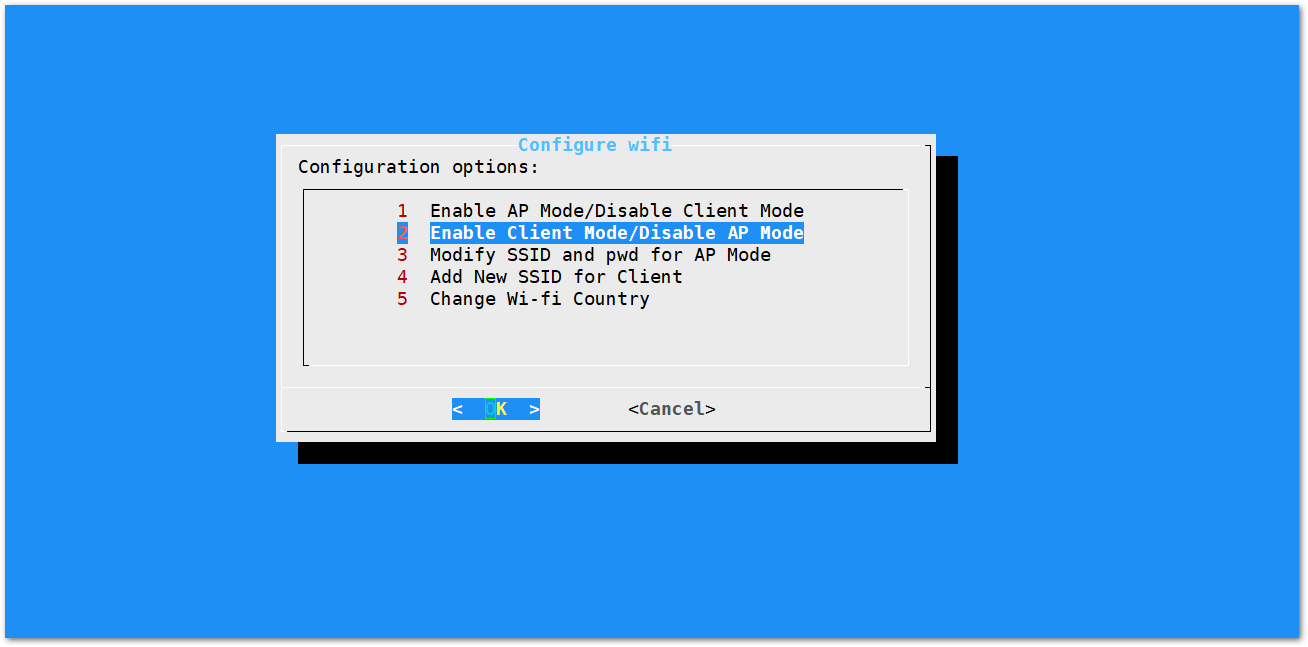 Configure wifi
Configuration options:
1 Enable AP Mode/Disable Client Mode
2 Enable Client Mode/Disable AP Mode
3 Modify SSID and pwd for AP Mode
4 Add New SSID for Client
5 Change Wi-fi Country
< OK > <Cancel>